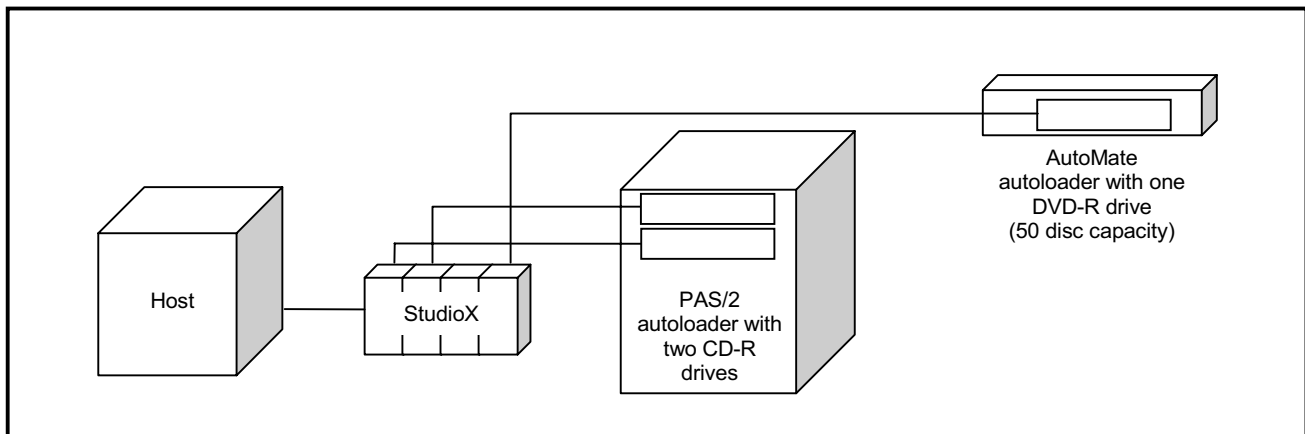 Host
StudioX
PAS/2
autoloader with
two CD-R
drives
AutoMate
autoloader with one
DVD-R drive
(50 disc capacity)